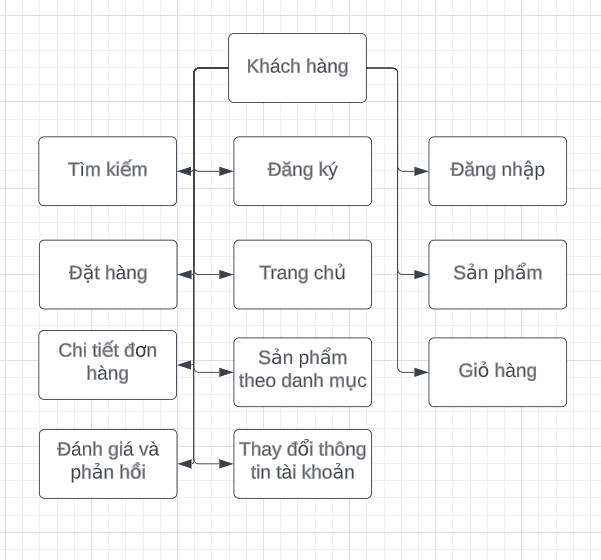 Khách hàng
Tìm kiếm
Đăng ký
Đăng nhập
Đặt hàng
Trang chủ
Sản phẩm
Chi tiết đơn
hàng
Sản phẩm
theo danh mục
Giỏ hàng
Đánh giá và
phản hồi
Thay đổi thông
tin tài khoản